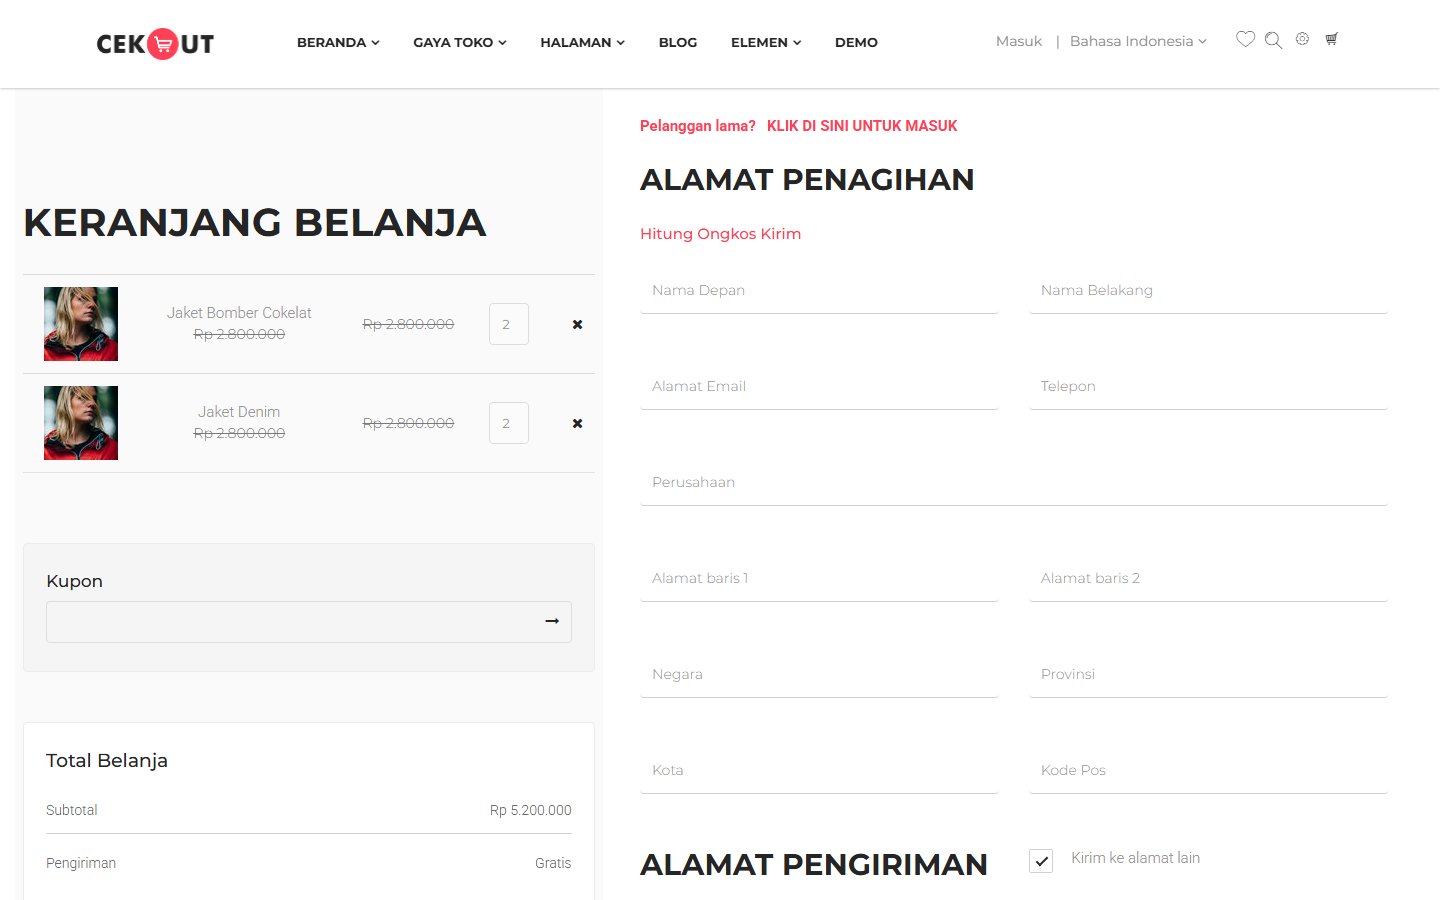 CEK UT
BERANDA GAYA TOKO HALAMAN BLOG ELEMEN DEMO
Masuk | Bahasa Indonesia
KERANJANG BELANJA
Jaket Bomber Cokelat
Rp 2.800.000
Rp 2.800.000
2
Jaket Denim
Rp 2.800.000
Rp 2.800.000
2
Kupon
Total Belanja
Subtotal Rp 5.200.000
Pengiriman Gratis
Pelanggan lama? KLIK DI SINI UNTUK MASUK
ALAMAT PENAGIHAN
Hitung Ongkos Kirim
Nama Depan Nama Belakang
Alamat Email Telepon
Perusahaan
Alamat baris 1 Alamat baris 2
Negara Provinsi
Kota Kode Pos
ALAMAT PENGIRIMAN Kirim ke alamat lain